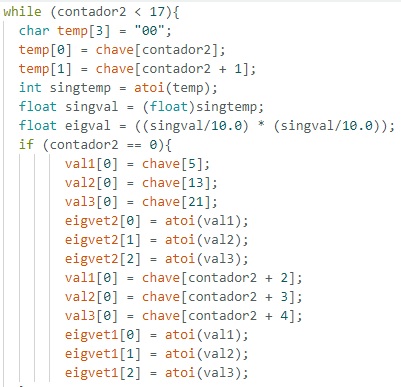 while (contador2 < 17){
char temp[3] = "00";
temp[0] = chave[contador2];
temp[1] = chave[contador2 + 1];
int singtemp = atoi(temp);
float singval = (float)singtemp;
float eigval = ((singval/10.0) * (singval/10.0));
if (contador2 == 0){
val1[0] = chave[5];
val2[0] = chave[13];
val3[0] = chave[21];
eigvet2[0] = atoi(val1);
eigvet2[1] = atoi(val2);
eigvet2[2] = atoi(val3);
val1[0] = chave[contador2 + 2];
val2[0] = chave[contador2 + 3];
val3[0] = chave[contador2 + 4];
eigvet1[0] = atoi(val1);
eigvet1[1] = atoi(val2);
eigvet1[2] = atoi(val3);